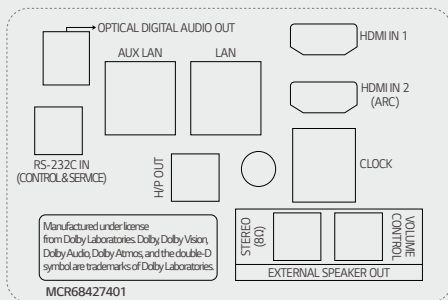 OPTICAL DIGITAL AUDIO OUT
AUX LAN
LAN
HDMI IN 1
HDMI IN 2
(ARC)
RS-232C IN
(CONTROL & SERVICE)
H/P OUT
CLOCK
STEREO
(8Ω)
VOLUME
CONTROL
EXTERNAL SPEAKER OUT
Manufactured under license
from Dolby Laboratories. Dolby, Dolby Vision,
Dolby Audio, Dolby Atmos, and the double-D
symbol are trademarks of Dolby Laboratories.
MCR68427401